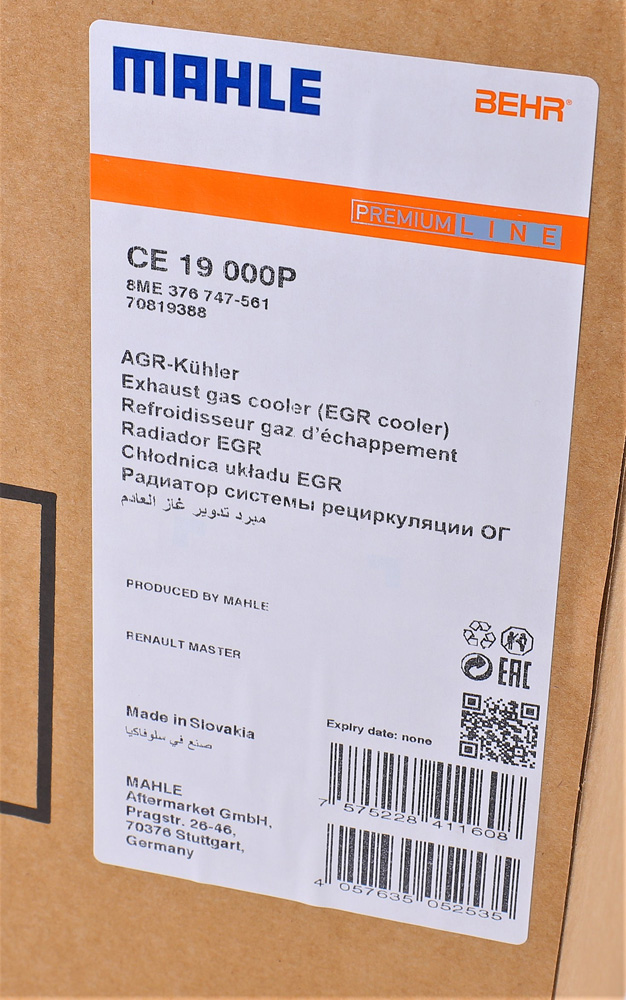 MAHLE
BEHR®
PREMIUM LINE
CE 19 000P
8ME 376 747-561
70819388
AGR-Kühler
Exhaust gas cooler (EGR cooler)
Refroidisseur gaz d'échappement
Radiador EGR
Chłodnica układu EGR
Радиатор системы рециркуляции ОГ
مبرد تدوير غاز العادم
PRODUCED BY MAHLE
RENAULT MASTER
EAC
Made in Slovakia
صنع في سلوفاكيا
Expiry date: none
7 575228 411608
MAHLE
Aftermarket GmbH,
Pragstr. 26-46,
70376 Stuttgart,
Germany
4 057635 052535